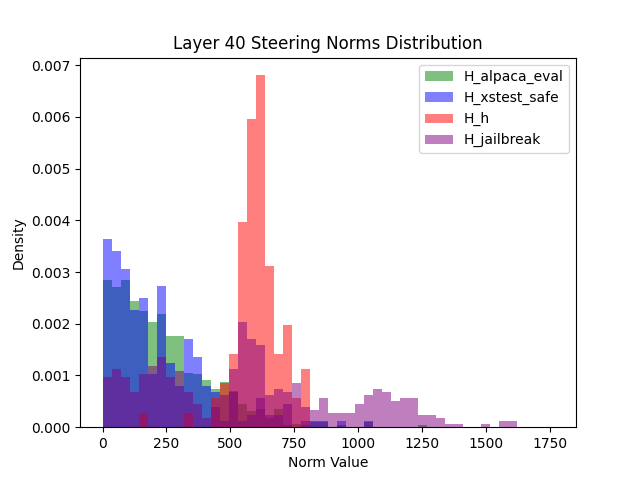 Layer 40 Steering Norms Distribution
H_alpaca_eval
H_xstest_safe
H_h
H_jailbreak
0.007
0.006
0.005
0.004
0.003
0.002
0.001
0.000
Density
0
250
500
750
1000
1250
1500
1750
Norm Value